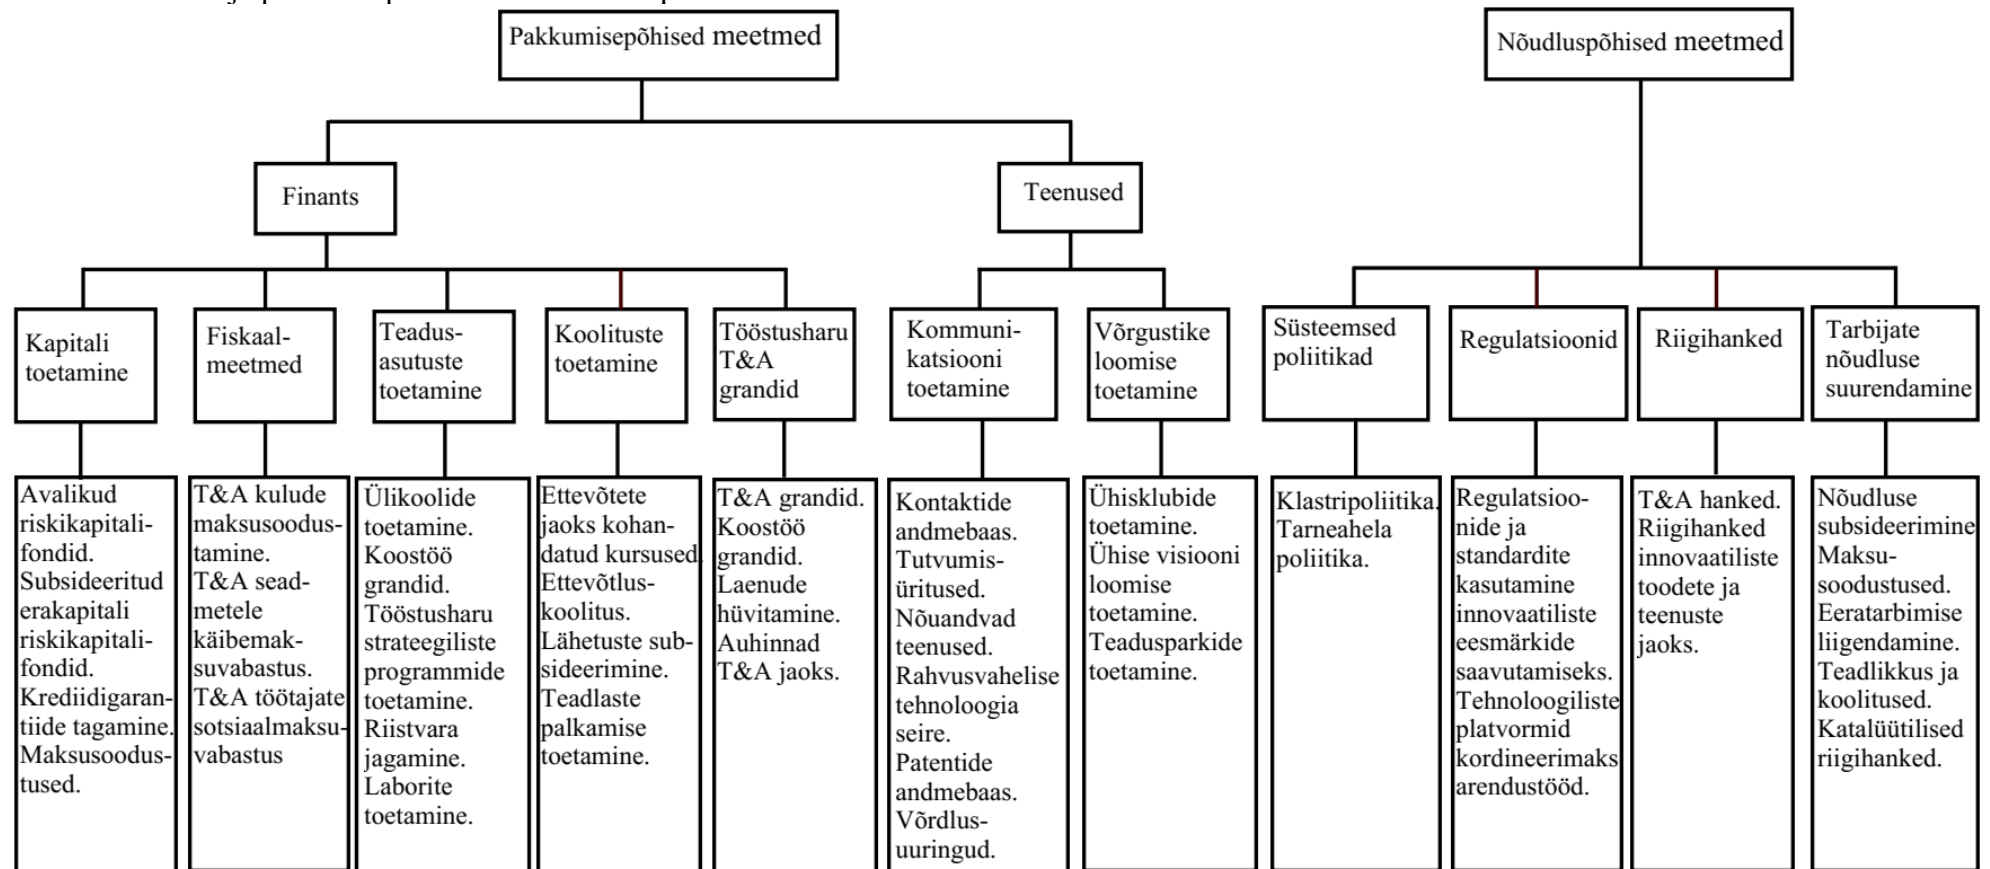 Pakkumisepõhised meetmed
Nõudluspõhised meetmed
Finants
Teenused
Kapitali
toetamine
Fiskaal-
meetmed
Teadus-
asutuste
toetamine
Koolituste
toetamine
Tööstusharu
T&A
grandid
Kommuni-
katsiooni
toetamine
Võrgustike
loomise
toetamine
Süsteemsed
poliitikad
Regulatsioonid
Riigihanked
Tarbijate
nõudluse
suurendamine
Avalikud
riskikapitali-
fondid.
Subsideeritud
erakapitali
riskikapitali-
fondid.
Krediidigaran-
tiide tagamine.
Maksusoodus-
tused.
T&A kulude
maksusoodus-
tamine.
T&A sead-
metele
käibemak-
suvabastus.
T&A töötajate
sotsiaalmaksu-
vabastus
Ülikoolide
toetamine.
Koostöö
grandid.
Tööstusharu
strateegiliste
programmide
toetamine.
Riistvara
jagamine.
Laborite
toetamine.
Ettevõtete
jaoks kohan-
datud kursused.
Ettevõtlus-
koolitus.
Lähetuste sub-
sideerimine.
Teadlaste
palkamise
toetamine.
T&A grandid.
Koostöö
grandid.
Laenude
hüvitamine.
Auhinnad
T&A jaoks.
Kontaktide
andmebaas.
Tutvumis-
üritused.
Nõuandvad
teenused.
Rahvusvahelise
tehnoloogia
seire.
Patentide
andmebaas.
Võrdlus-
uuringud.
Ühisklubide
toetamine.
Ühise visiooni
loomise
toetamine.
Teadusparkide
toetamine.
Klastripoliitika.
Tarneahela
poliitika.
Regulatsioo-
nide ja
standardite
kasutamine
innovaatiliste
eesmärkide
saavutamiseks.
Tehnoloogiliste
platvormid
kordineerimaks
arendustööd.
T&A hanked.
Riigihanked
innovaatiliste
toodete ja
teenuste
jaoks.
Nõudluse
subsideerimine
Maksu-
soodustused.
Eeratarbimise
liigendamine.
Teadlikkus ja
koolitused.
Katalüütilised
riigihanked.